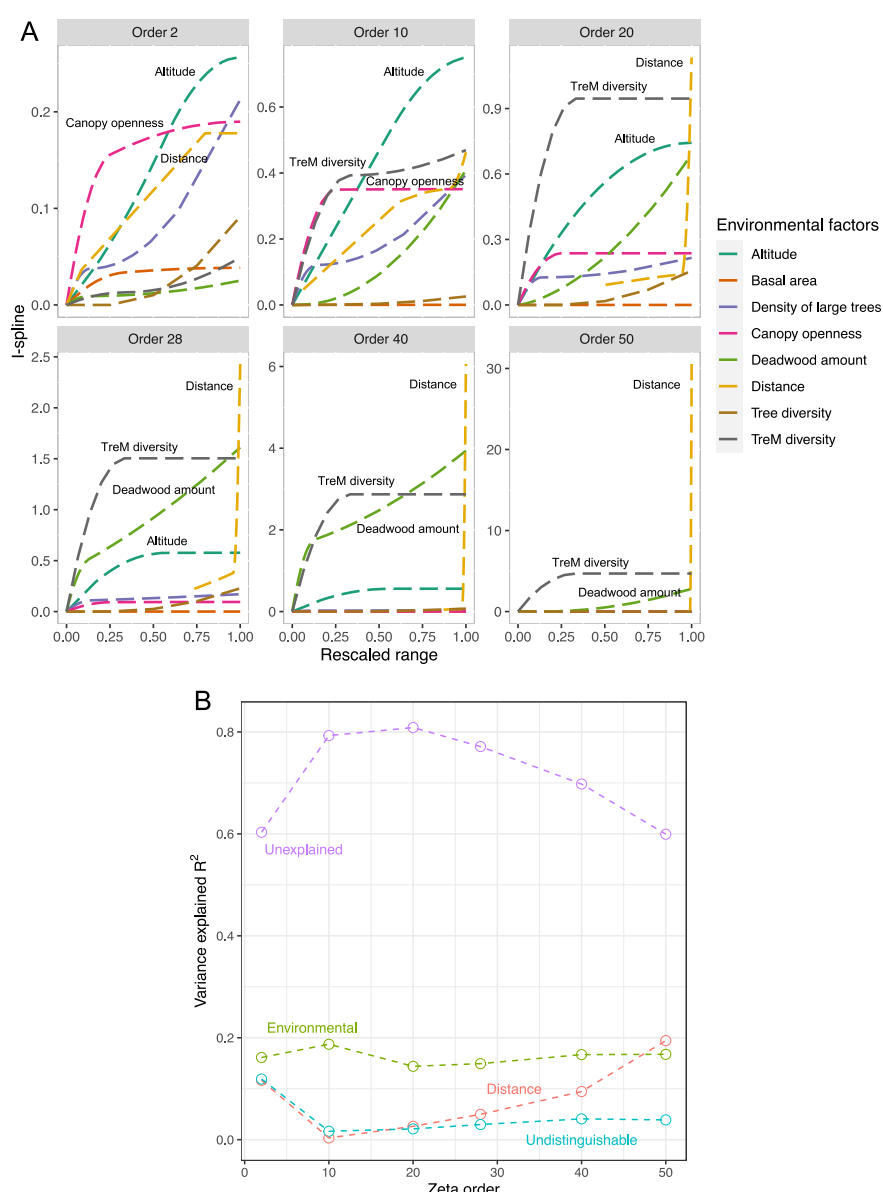 A
Order 2
Order 10
Order 20
Altitude
Canopy openness
Distance
0.2
0.1
0.0
Altitude
TreM diversity
Canopy openness
0.6
0.4
0.2
0.0
Distance
TreM diversity
Altitude
0.9
0.6
0.3
0.0
I-spline
Order 28
Order 40
Order 50
Distance
TreM diversity
Deadwood amount
Altitude
2.5
2.0
1.5
1.0
0.5
0.0
0.00 0.25 0.50 0.75 1.00
Distance
TreM diversity
Deadwood amount
6
4
2
0
0.00 0.25 0.50 0.75 1.00
Distance
TreM diversity
Deadwood amount
30
20
10
0
0.00 0.25 0.50 0.75 1.00
Rescaled range
Environmental factors
Altitude
Basal area
Density of large trees
Canopy openness
Deadwood amount
Distance
Tree diversity
TreM diversity
B
0.8
0.6
0.4
0.2
0.0
Variance explained R²
Unexplained
Environmental
Distance
Undistinguishable
0 10 20 30 40 50
Zeta order